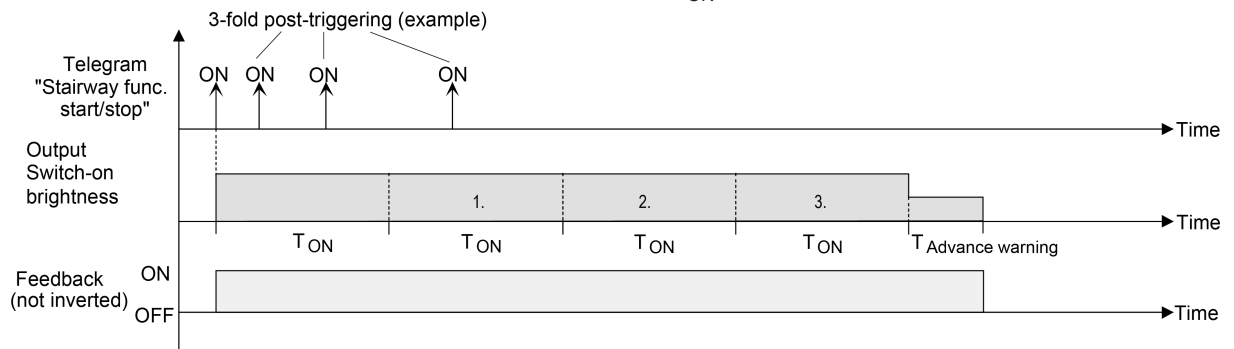 ON
3-fold post-triggering (example)
Telegram
"Stairway func.
start/stop"
ON ON ON ON
Time
Output
Switch-on
brightness
1. 2. 3.
Time
T ON T ON T ON T ON T Advance warning
Feedback
(not inverted)
ON
OFF
Time